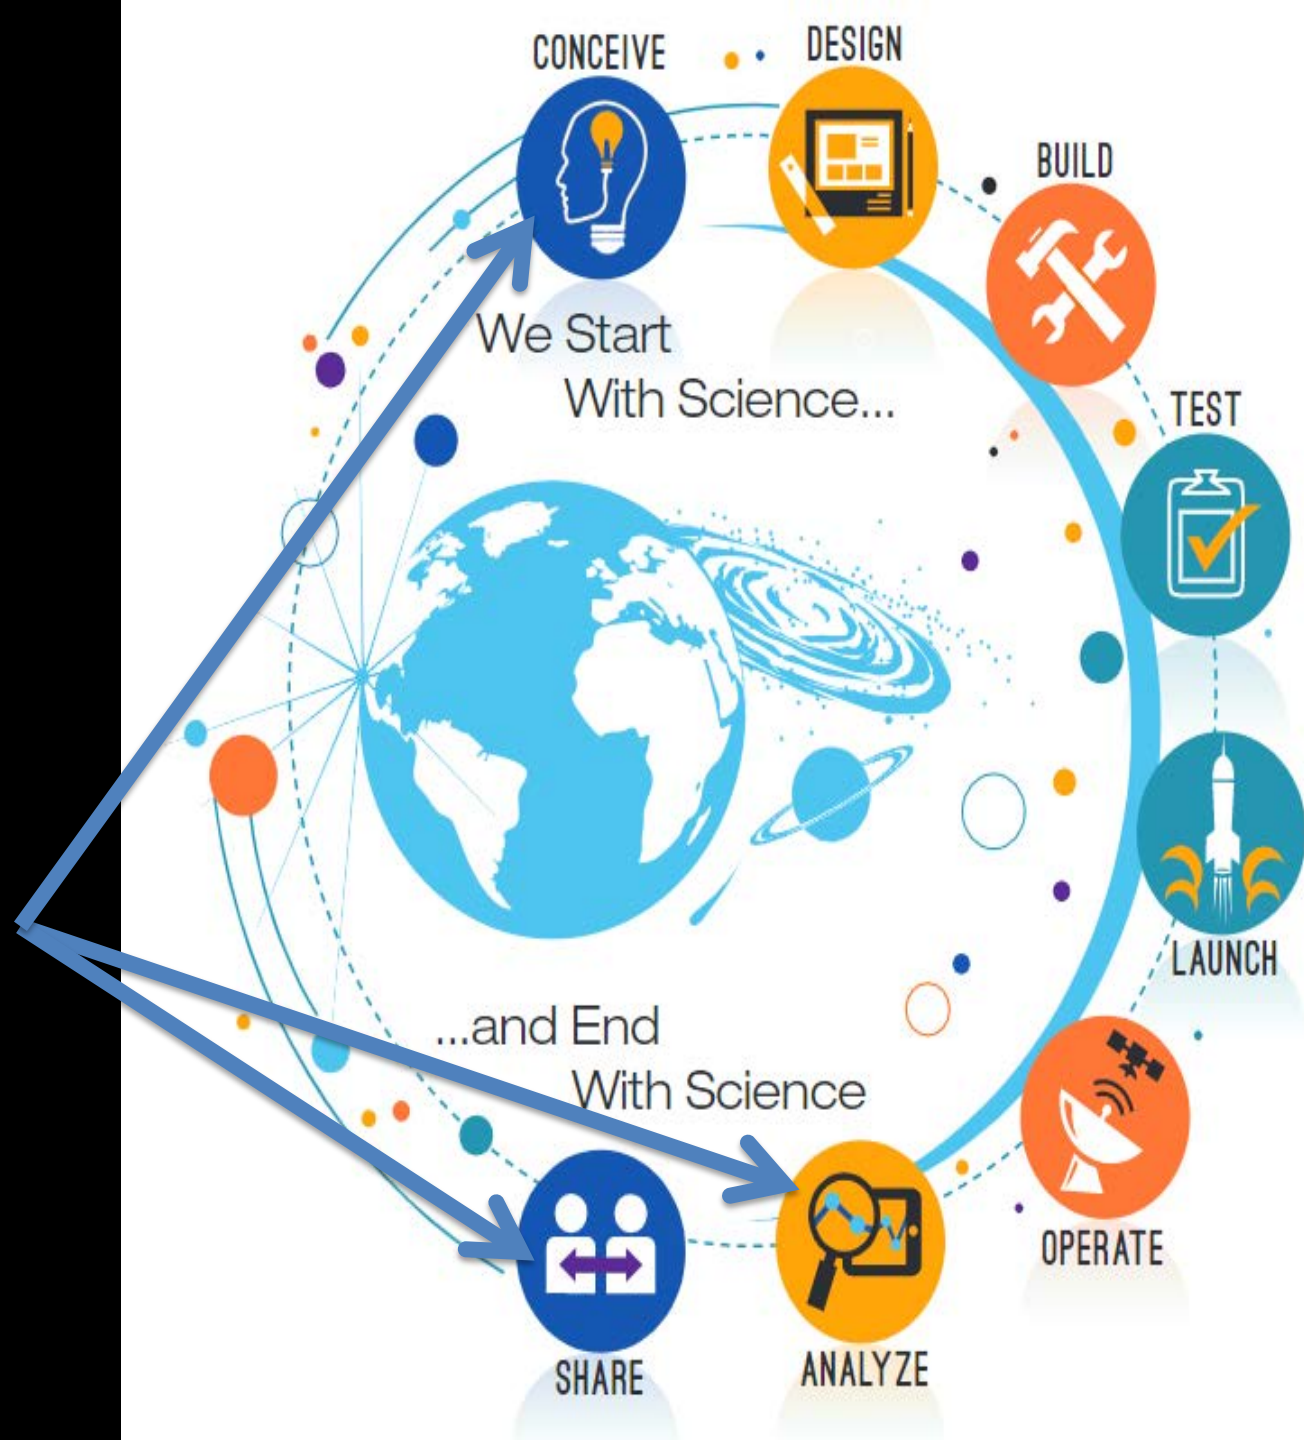 CONCEIVE
DESIGN
BUILD
We Start
With Science...
TEST
LAUNCH
...and End
With Science
OPERATE
SHARE
ANALYZE